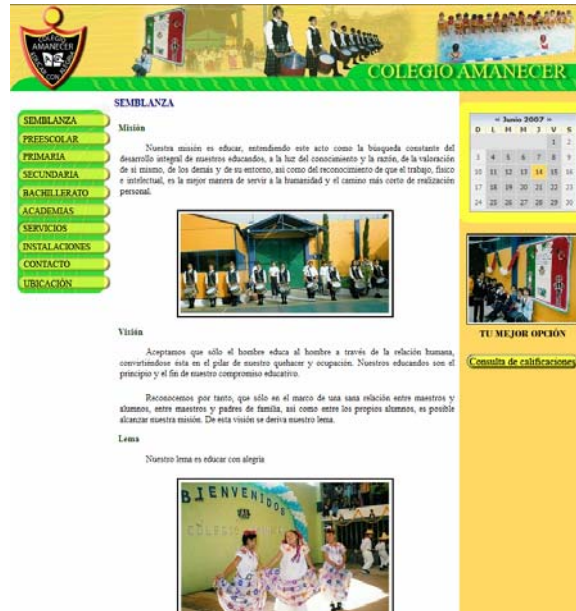 COLEGIO
AMANECER
EDUCAR CON ALEGRIA
COLEGIO AMANECER
SEMBLANZA
PREESCOLAR
PRIMARIA
SECUNDARIA
BACHILLERATO
ACADEMIAS
SERVICIOS
INSTALACIONES
CONTACTO
UBICACIÓN
SEMBLANZA
Misión
Nuestra misión es educar, entendiendo este acto como la búsqueda constante del
desarrollo integral de nuestros educandos, a la luz del conocimiento y la razón, de la valoración
de si mismo, de los demás y de su entorno, asi como del reconocimiento de que el trabajo, físico
e intelectual, es la mejor manera de servir a la humanidad y el camino más corto de realización
personal.
Visión
Aceptamos que sólo el hombre educa al hombre a través de la relación humana,
convirtiéndose ésta en el pilar de nuestro quehacer y ocupación. Nuestros educandos son el
principio y el fin de nuestro compromiso educativo.
Reconocemos por tanto, que sólo en el marco de una sana relación entre maestros y
alumnos, entre maestros y padres de familia, asi como entre los propios alumnos, es posible
alcanzar nuestra misión. De esta visión se deriva nuestro lema.
Lema
Nuestro lema es educar con alegría
BIENVENIDOS
COLEGIO
« Junio 2007 »
D L M M J V S
1 2
3 4 5 6 7 8 9
10 11 12 13 14 15 16
17 18 19 20 21 22 23
24 25 26 27 28 29 30
TU MEJOR OPCIÓN
Consulta de calificaciones